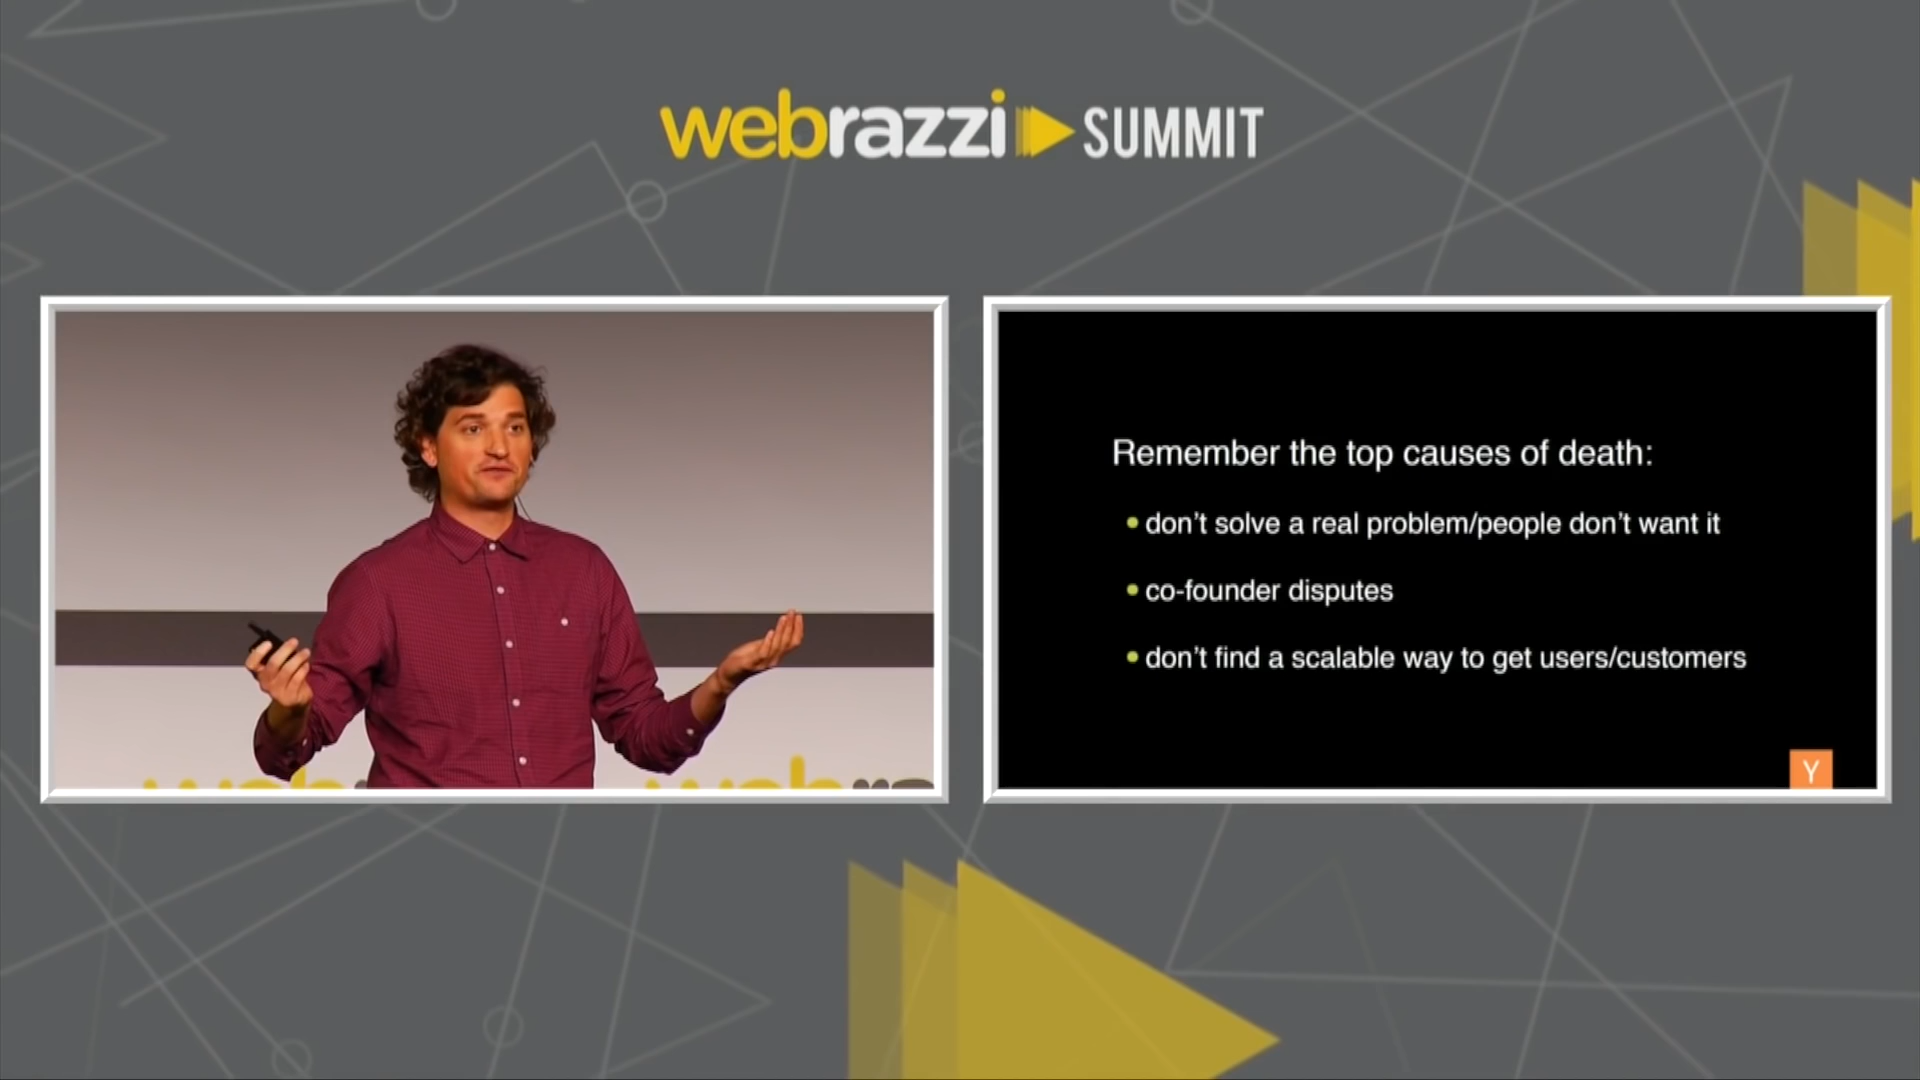 webrazzi SUMMIT
Remember the top causes of death:
don't solve a real problem/people don't want it
co-founder disputes
don't find a scalable way to get users/customers
Y